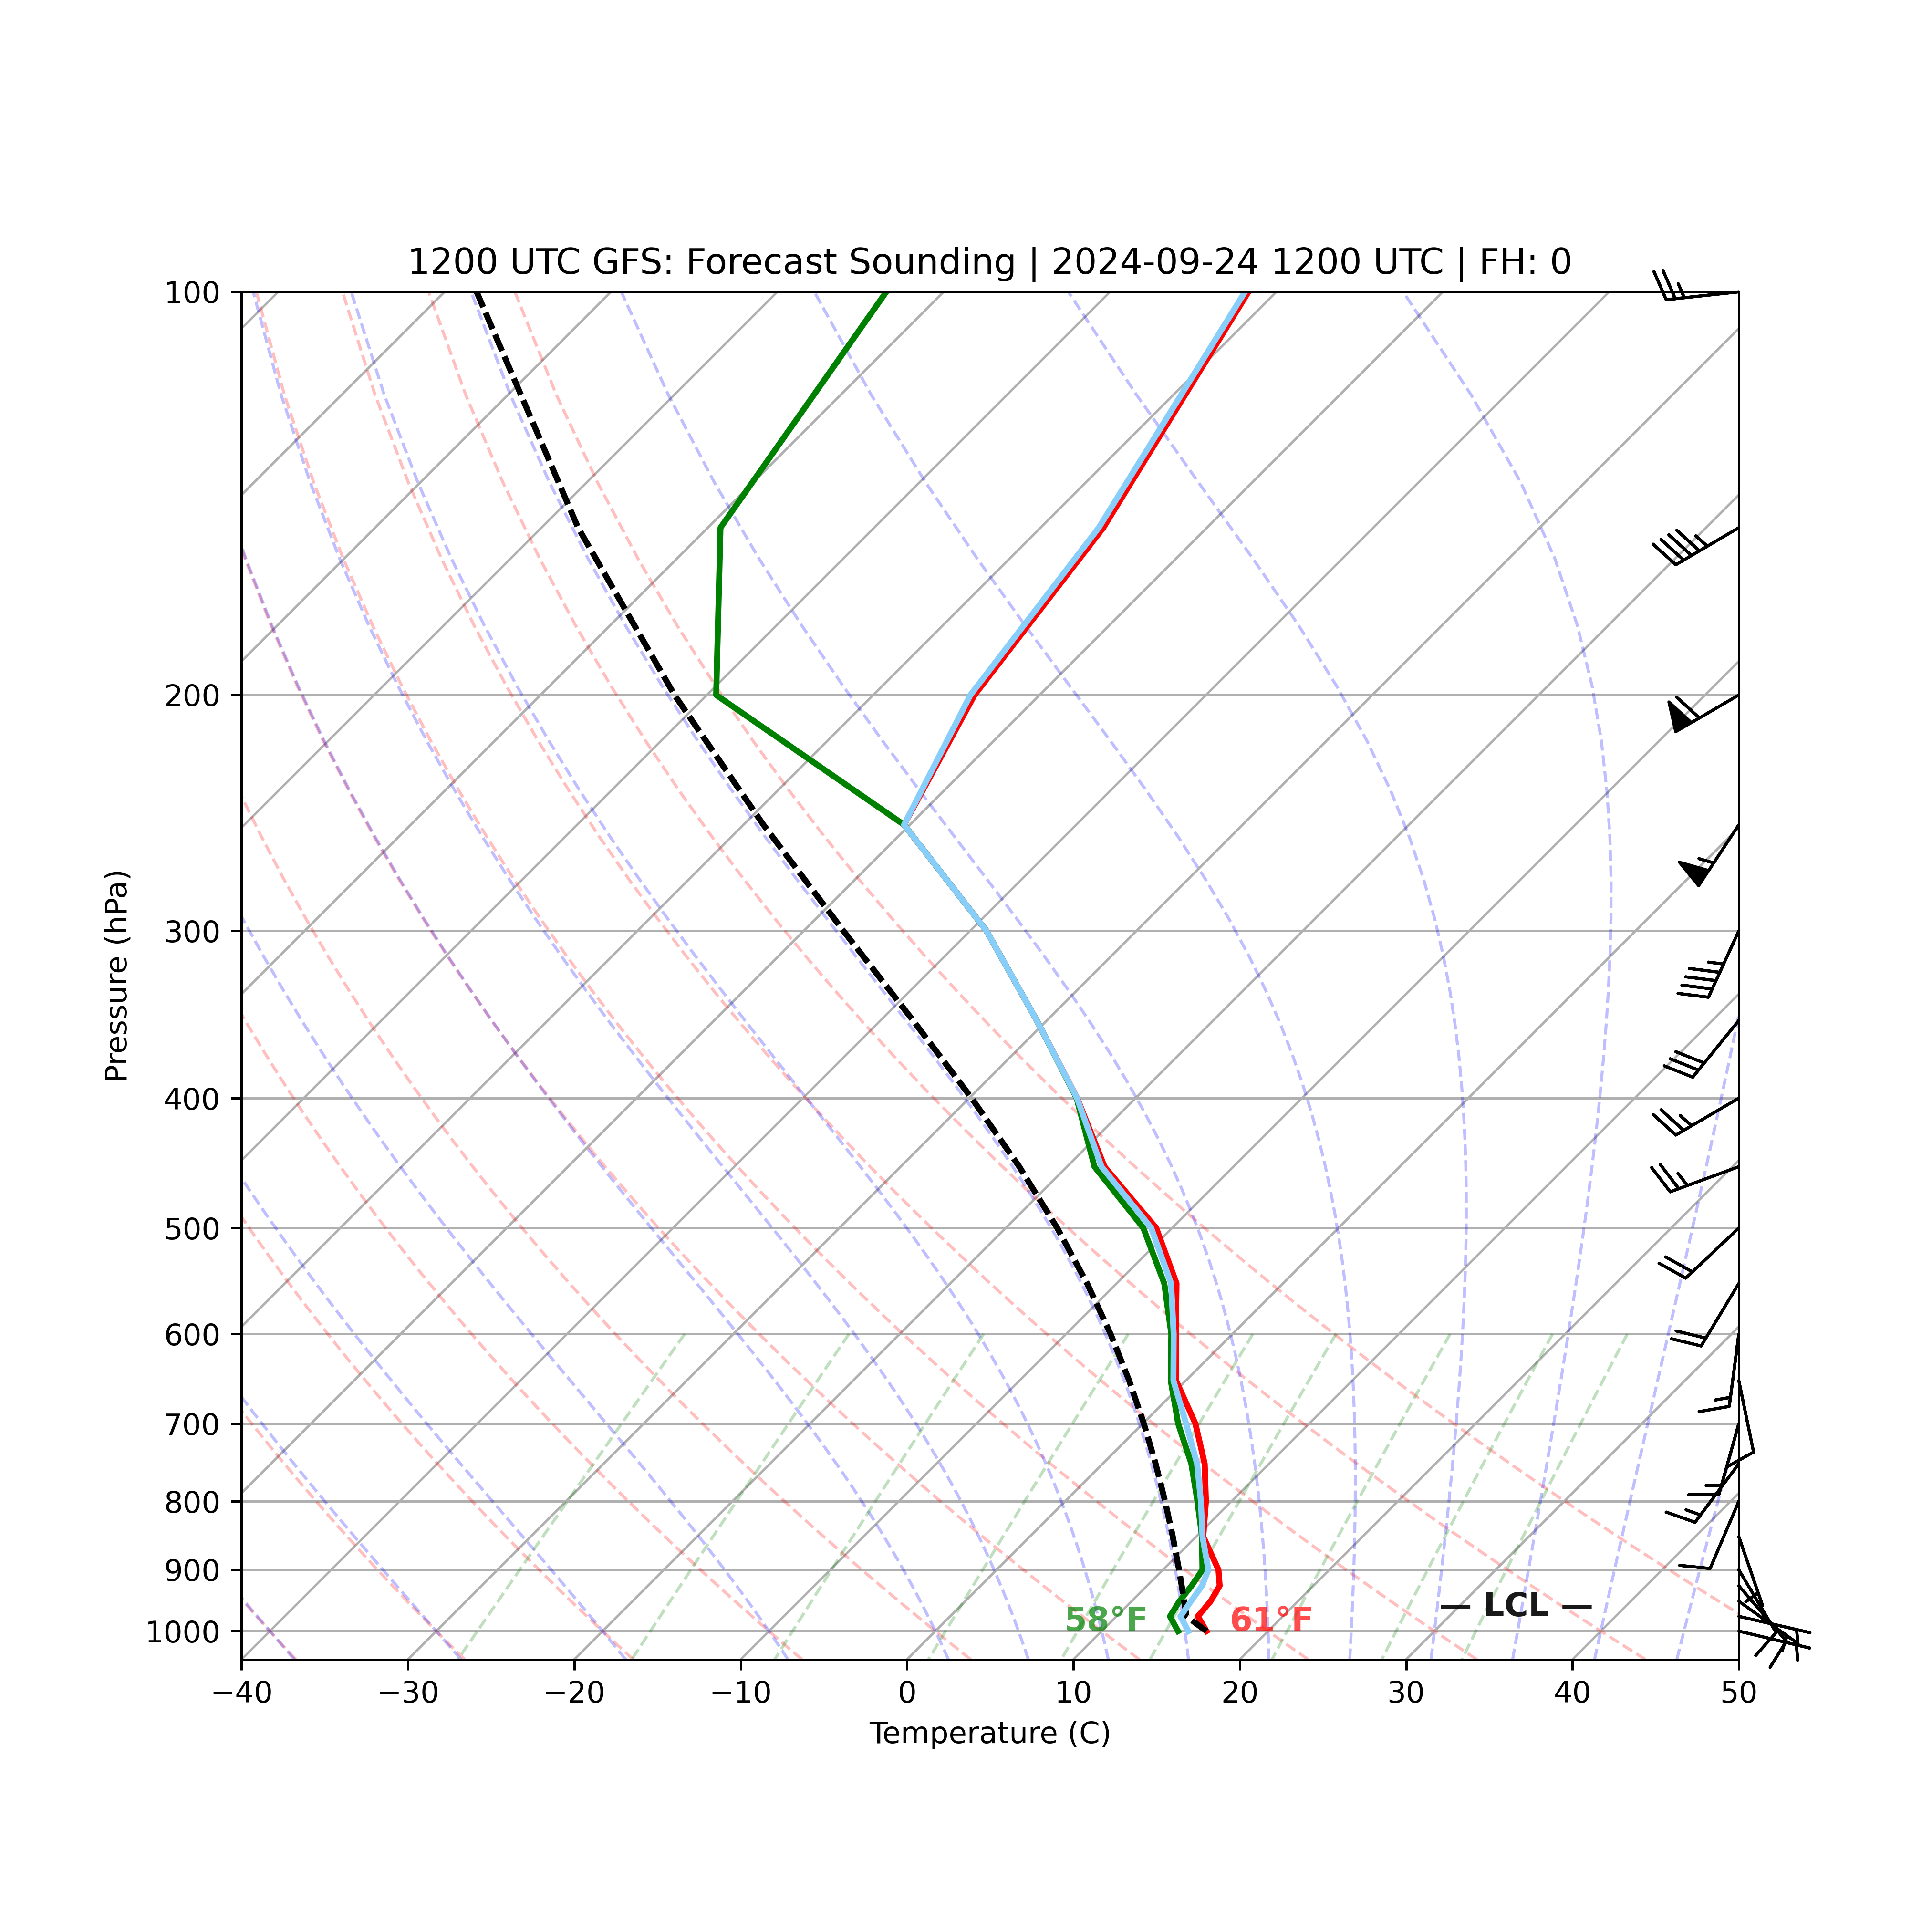 1200 UTC GFS: Forecast Sounding | 2024-09-24 1200 UTC | FH: 0
100
200
300
400
500
600
700
800
900
1000
Pressure (hPa)
58°F
61°F
— LCL —
−40 −30 −20 −10 0 10 20 30 40 50
Temperature (C)